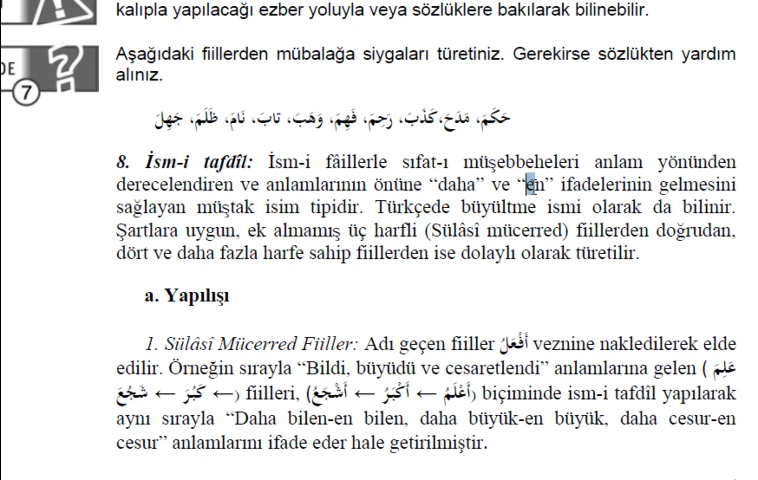 kalıpla yapılacağı ezber yoluyla veya sözlüklere bakılarak bilinebilir.
DE
?
7
Aşağıdaki fiillerden mübalağa siygaları türetiniz. Gerekirse sözlükten yardım
alınız.
حَكَمَ، مَدَحَ،كَذَبَ، رَحِمَ، فَهِمَ، وَهَبَ، تابَ، نَامَ، ظَلَمَ، جَهِلَ
8. İsm-i tafdîl: İsm-i fâillerle sıfat-ı müşebbeheleri anlam yönünden
derecelendiren ve anlamlarının önüne “daha” ve “en” ifadelerinin gelmesini
sağlayan müştak isim tipidir. Türkçede büyültme ismi olarak da bilinir.
Şartlara uygun, ek almamış üç harfli (Sülâsî mücerred) fiillerden doğrudan,
dört ve daha fazla harfe sahip fiillerden ise dolaylı olarak türetilir.
a. Yapılışı
1. Sülâsî Mücerred Fiiller: Adı geçen fiiller أَفْعَلُ veznine nakledilerek elde
edilir. Örneğin sırayla “Bildi, büyüdü ve cesaretlendi” anlamlarına gelen ( عَلِمَ
شَجُعَ ← كَبُرَ ←) fiilleri, (أَعْلَمُ ← أَكْبَرُ ← أَشْجَعُ) biçiminde ism-i tafdîl yapılarak
aynı sırayla “Daha bilen-en bilen, daha büyük-en büyük, daha cesur-en
cesur” anlamlarını ifade eder hale getirilmiştir.